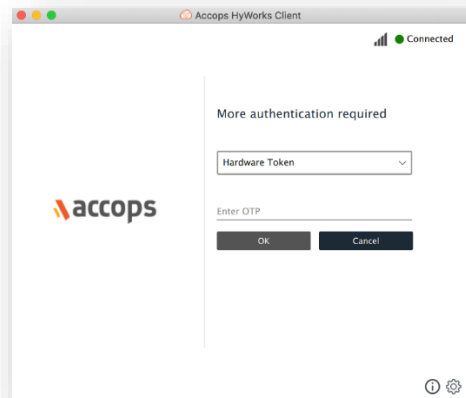 Accops HyWorks Client
Connected
More authentication required
Hardware Token
accops
Enter OTP
OK Cancel